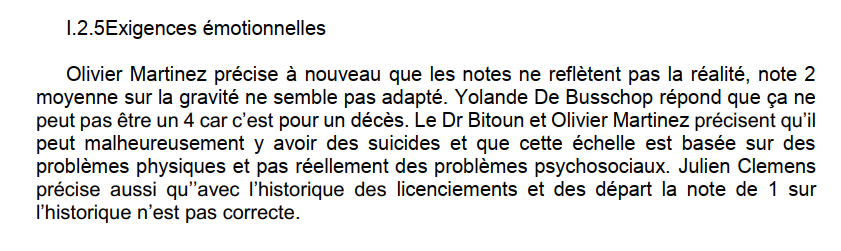 I.2.5Exigences émotionnelles
Olivier Martinez précise à nouveau que les notes ne reflètent pas la réalité, note 2
moyenne sur la gravité ne semble pas adapté. Yolande De Busschop répond que ça ne
peut pas être un 4 car c’est pour un décès. Le Dr Bitoun et Olivier Martinez précisent qu’il
peut malheureusement y avoir des suicides et que cette échelle est basée sur des
problèmes physiques et pas réellement des problèmes psychosociaux. Julien Clemens
précise aussi qu’’avec l’historique des licenciements et des départ la note de 1 sur
l’historique n’est pas correcte.